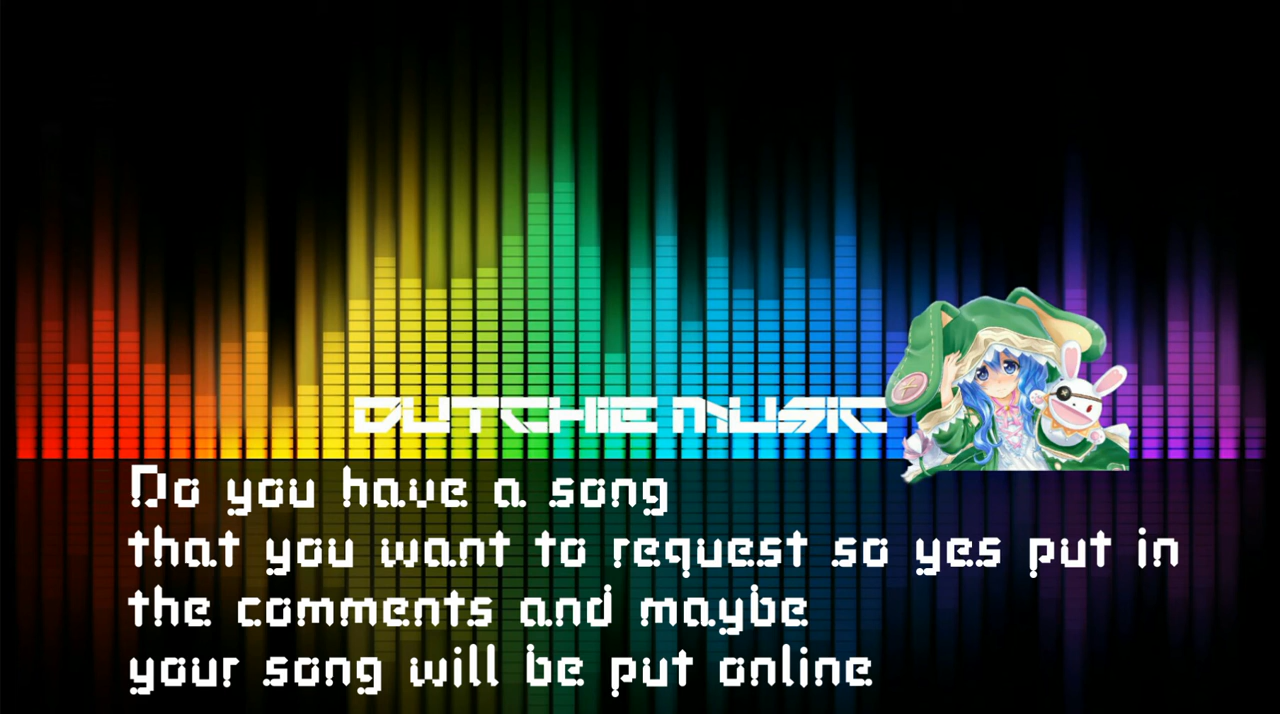 DUTCHIE MUSIC
Do you have a song
that you want to request so yes put in
the comments and maybe
your song will be put online